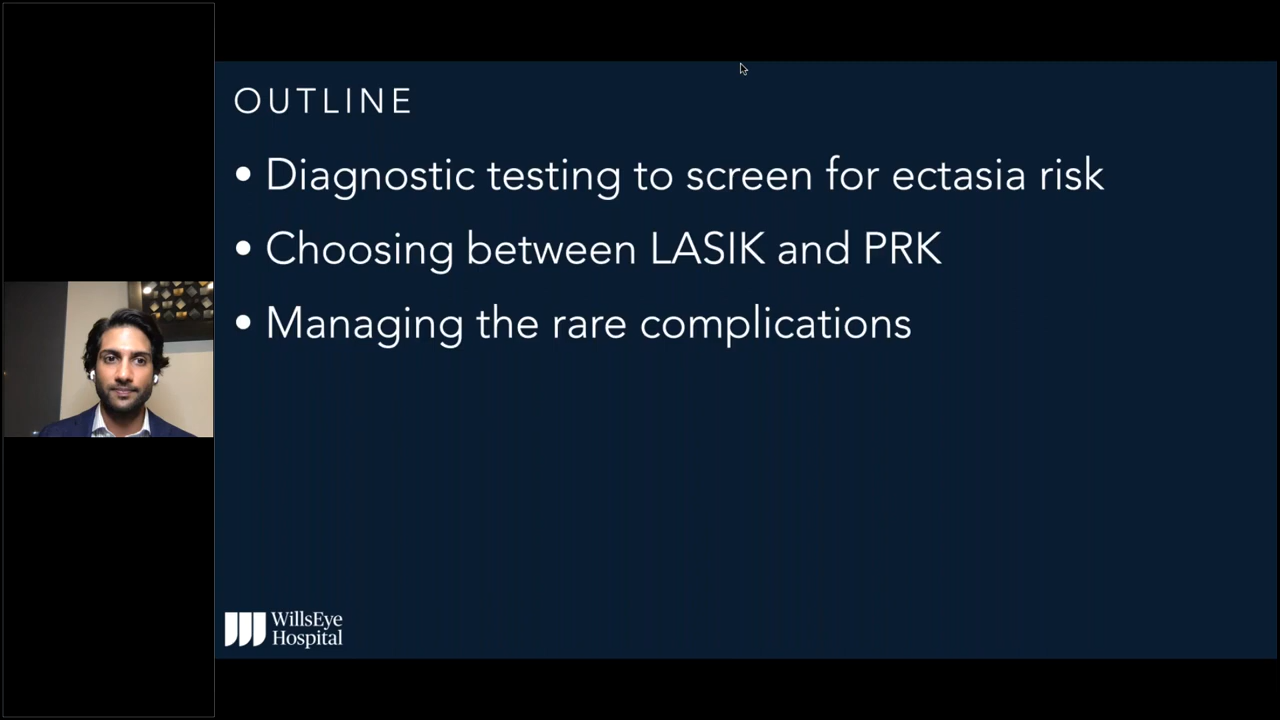 OUTLINE
• Diagnostic testing to screen for ectasia risk
• Choosing between LASIK and PRK
• Managing the rare complications
WillsEye
Hospital